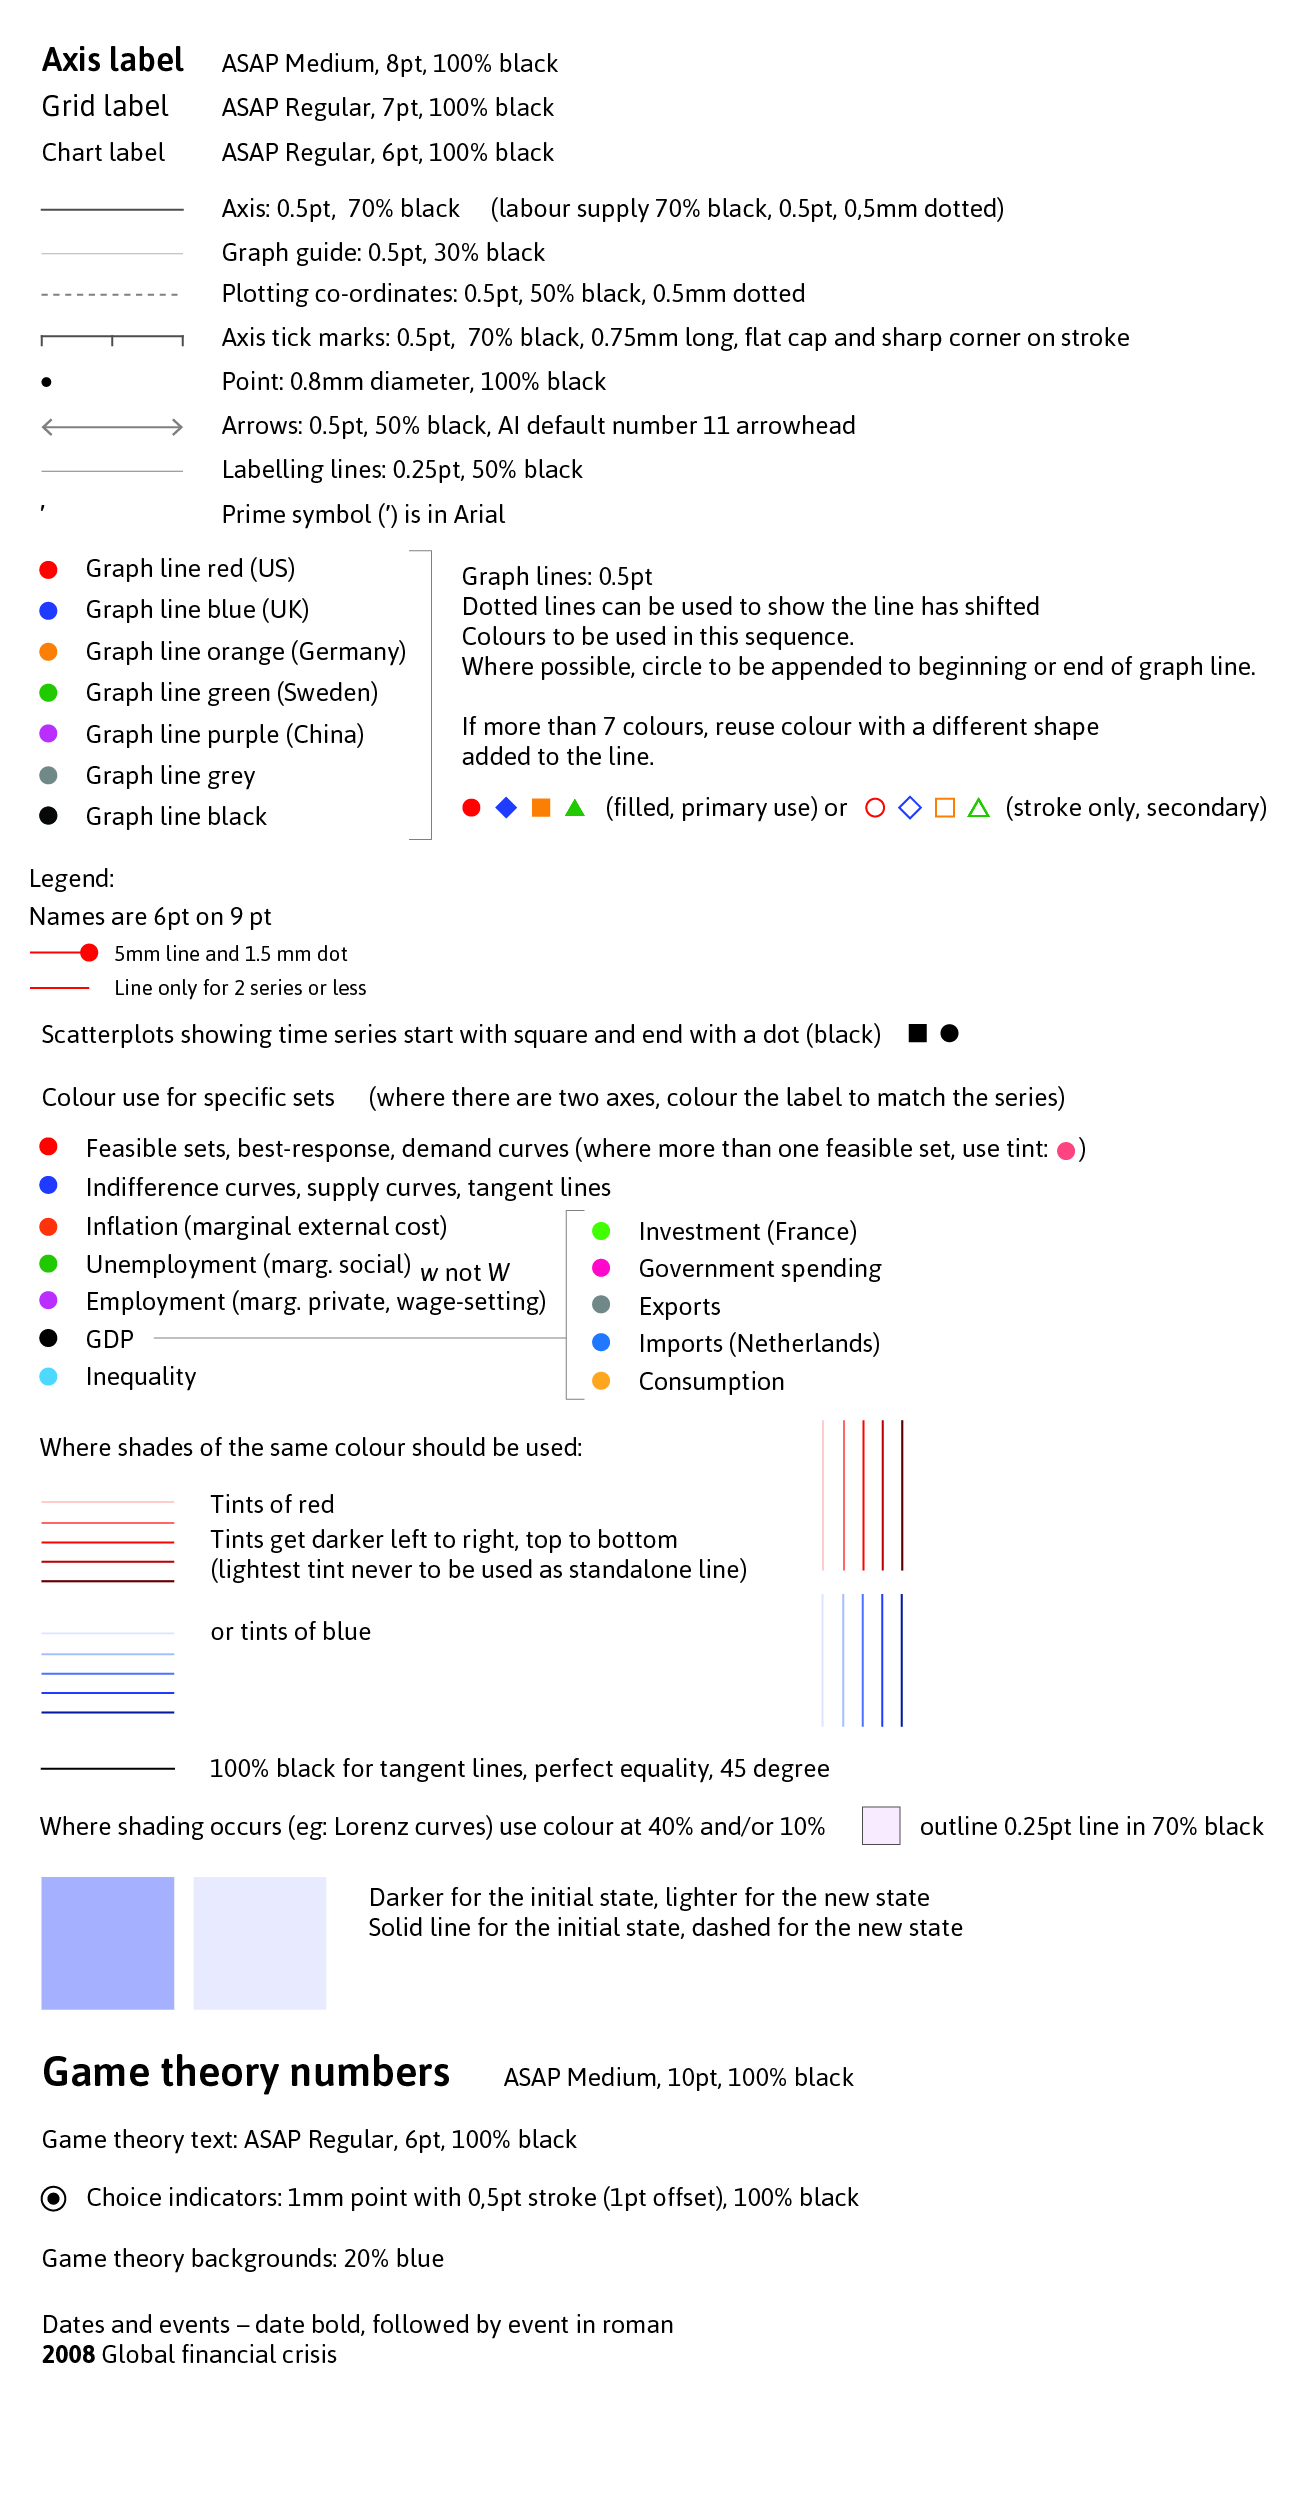 Axis label ASAP Medium, 8pt, 100% black
Grid label ASAP Regular, 7pt, 100% black
Chart label ASAP Regular, 6pt, 100% black
Axis: 0.5pt, 70% black (labour supply 70% black, 0.5pt, 0,5mm dotted)
Graph guide: 0.5pt, 30% black
Plotting co-ordinates: 0.5pt, 50% black, 0.5mm dotted
Axis tick marks: 0.5pt, 70% black, 0.75mm long, flat cap and sharp corner on stroke
Point: 0.8mm diameter, 100% black
Arrows: 0.5pt, 50% black, AI default number 11 arrowhead
Labelling lines: 0.25pt, 50% black
′ Prime symbol (′) is in Arial
Graph line red (US)
Graph line blue (UK)
Graph line orange (Germany)
Graph line green (Sweden)
Graph line purple (China)
Graph line grey
Graph line black
Graph lines: 0.5pt
Dotted lines can be used to show the line has shifted
Colours to be used in this sequence.
Where possible, circle to be appended to beginning or end of graph line.
If more than 7 colours, reuse colour with a different shape
added to the line.
(filled, primary use) or (stroke only, secondary)
Legend:
Names are 6pt on 9 pt
5mm line and 1.5 mm dot
Line only for 2 series or less
Scatterplots showing time series start with square and end with a dot (black)
Colour use for specific sets (where there are two axes, colour the label to match the series)
Feasible sets, best-response, demand curves (where more than one feasible set, use tint: )
Indifference curves, supply curves, tangent lines
Inflation (marginal external cost)
Unemployment (marg. social) w not W
Employment (marg. private, wage-setting)
GDP
Inequality
Investment (France)
Government spending
Exports
Imports (Netherlands)
Consumption
Where shades of the same colour should be used:
Tints of red
Tints get darker left to right, top to bottom
(lightest tint never to be used as standalone line)
or tints of blue
100% black for tangent lines, perfect equality, 45 degree
Where shading occurs (eg: Lorenz curves) use colour at 40% and/or 10% outline 0.25pt line in 70% black
Darker for the initial state, lighter for the new state
Solid line for the initial state, dashed for the new state
Game theory numbers ASAP Medium, 10pt, 100% black
Game theory text: ASAP Regular, 6pt, 100% black
Choice indicators: 1mm point with 0,5pt stroke (1pt offset), 100% black
Game theory backgrounds: 20% blue
Dates and events – date bold, followed by event in roman
2008 Global financial crisis